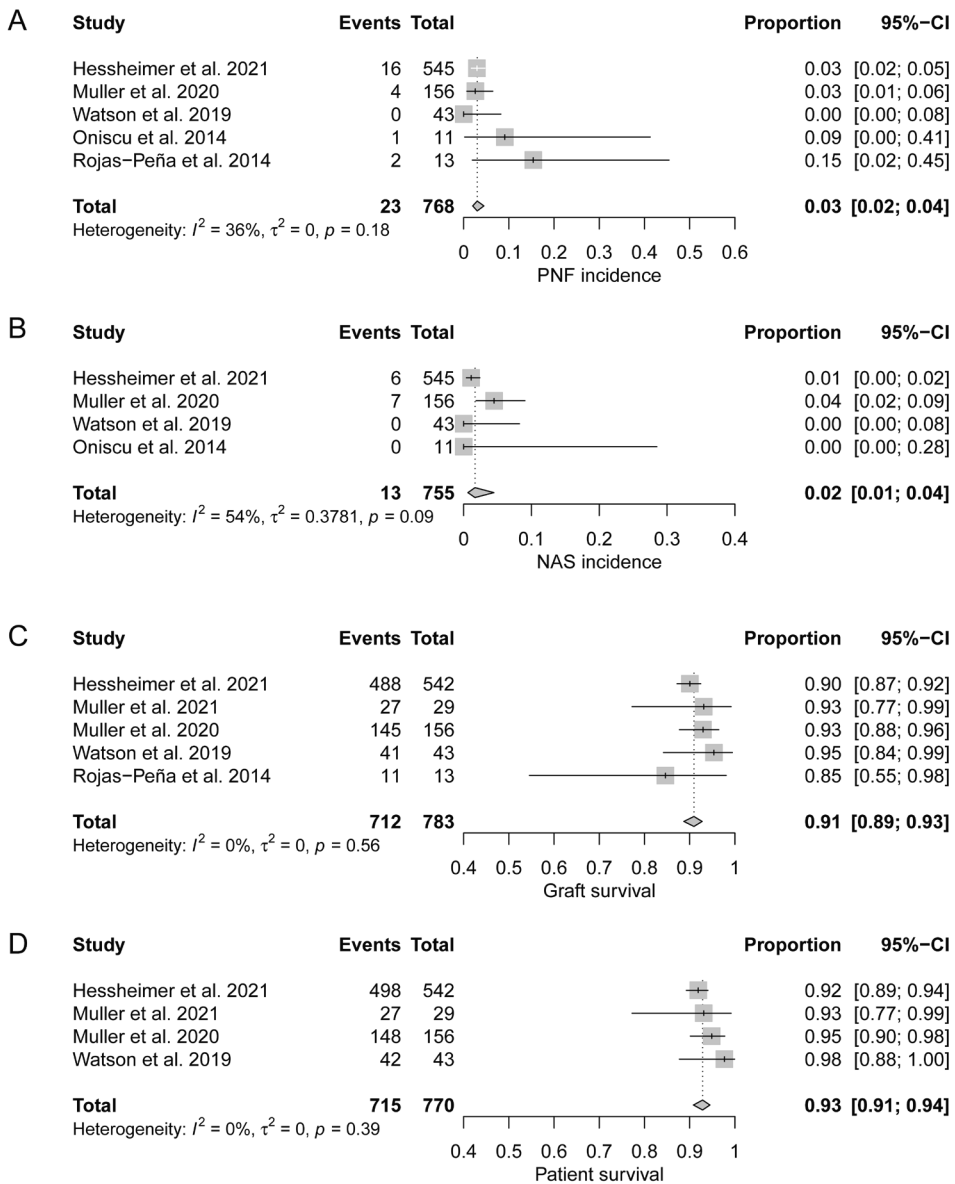 A
Study Events Total Proportion 95%−CI
Hessheimer et al. 2021 16 545 0.03 [0.02; 0.05]
Muller et al. 2020 4 156 0.03 [0.01; 0.06]
Watson et al. 2019 0 43 0.00 [0.00; 0.08]
Oniscu et al. 2014 1 11 0.09 [0.00; 0.41]
Rojas−Peña et al. 2014 2 13 0.15 [0.02; 0.45]
Total 23 768 0.03 [0.02; 0.04]
Heterogeneity: I² = 36%, τ² = 0, p = 0.18
0 0.1 0.2 0.3 0.4 0.5 0.6
PNF incidence
B
Study Events Total Proportion 95%−CI
Hessheimer et al. 2021 6 545 0.01 [0.00; 0.02]
Muller et al. 2020 7 156 0.04 [0.02; 0.09]
Watson et al. 2019 0 43 0.00 [0.00; 0.08]
Oniscu et al. 2014 0 11 0.00 [0.00; 0.28]
Total 13 755 0.02 [0.01; 0.04]
Heterogeneity: I² = 54%, τ² = 0.3781, p = 0.09
0 0.1 0.2 0.3 0.4
NAS incidence
C
Study Events Total Proportion 95%−CI
Hessheimer et al. 2021 488 542 0.90 [0.87; 0.92]
Muller et al. 2021 27 29 0.93 [0.77; 0.99]
Muller et al. 2020 145 156 0.93 [0.88; 0.96]
Watson et al. 2019 41 43 0.95 [0.84; 0.99]
Rojas−Peña et al. 2014 11 13 0.85 [0.55; 0.98]
Total 712 783 0.91 [0.89; 0.93]
Heterogeneity: I² = 0%, τ² = 0, p = 0.56
0.4 0.5 0.6 0.7 0.8 0.9 1
Graft survival
D
Study Events Total Proportion 95%−CI
Hessheimer et al. 2021 498 542 0.92 [0.89; 0.94]
Muller et al. 2021 27 29 0.93 [0.77; 0.99]
Muller et al. 2020 148 156 0.95 [0.90; 0.98]
Watson et al. 2019 42 43 0.98 [0.88; 1.00]
Total 715 770 0.93 [0.91; 0.94]
Heterogeneity: I² = 0%, τ² = 0, p = 0.39
0.4 0.5 0.6 0.7 0.8 0.9 1
Patient survival